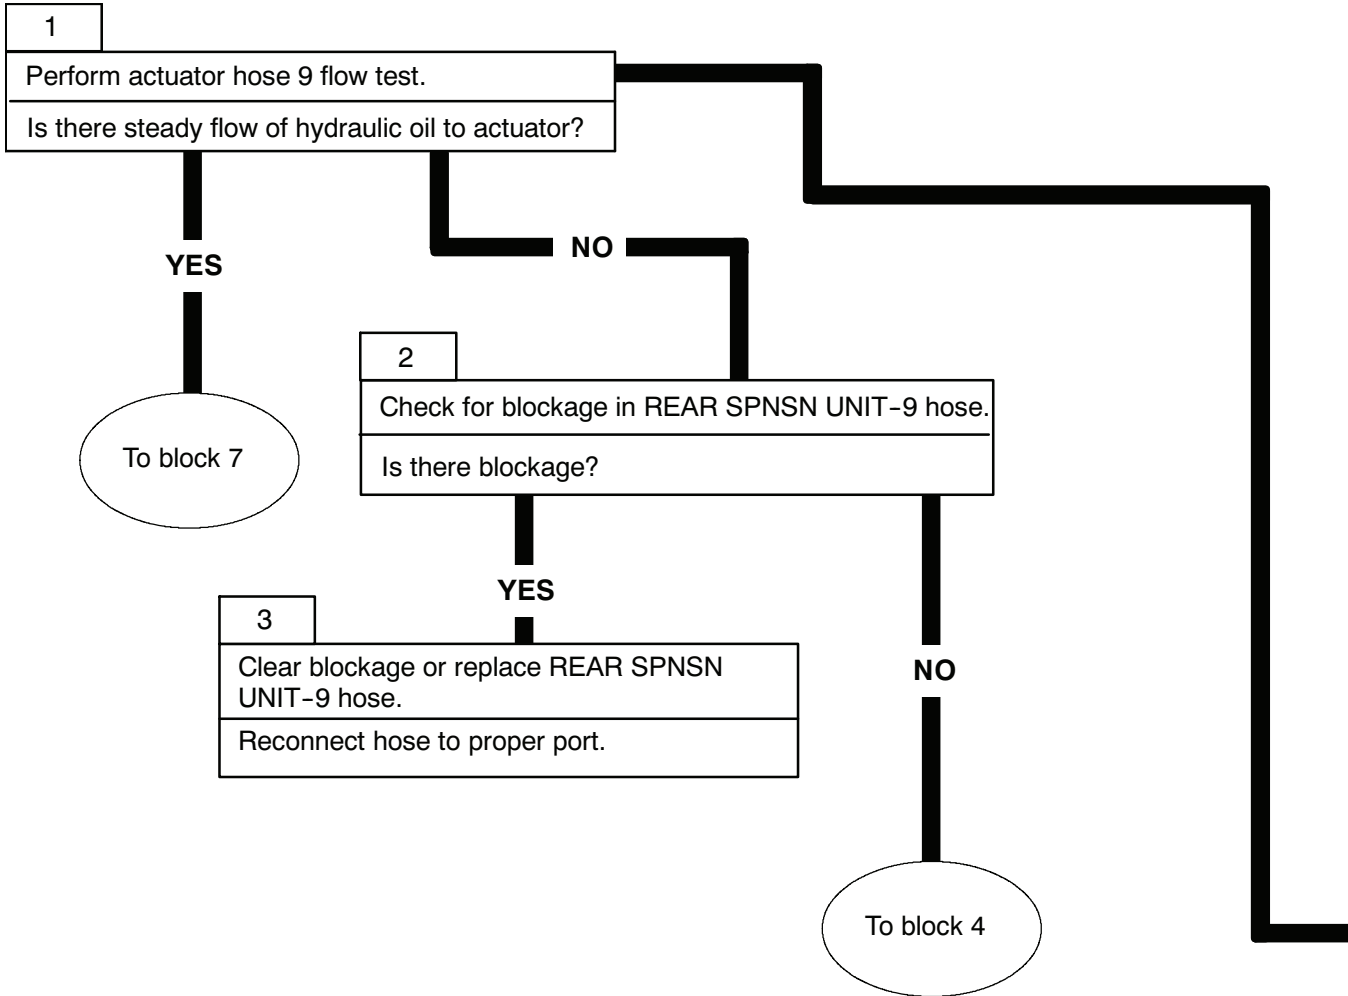 1
Perform actuator hose 9 flow test.
Is there steady flow of hydraulic oil to actuator?
YES
NO
To block 7
2
Check for blockage in REAR SPNSN UNIT-9 hose.
Is there blockage?
YES
NO
3
Clear blockage or replace REAR SPNSN
UNIT-9 hose.
Reconnect hose to proper port.
To block 4